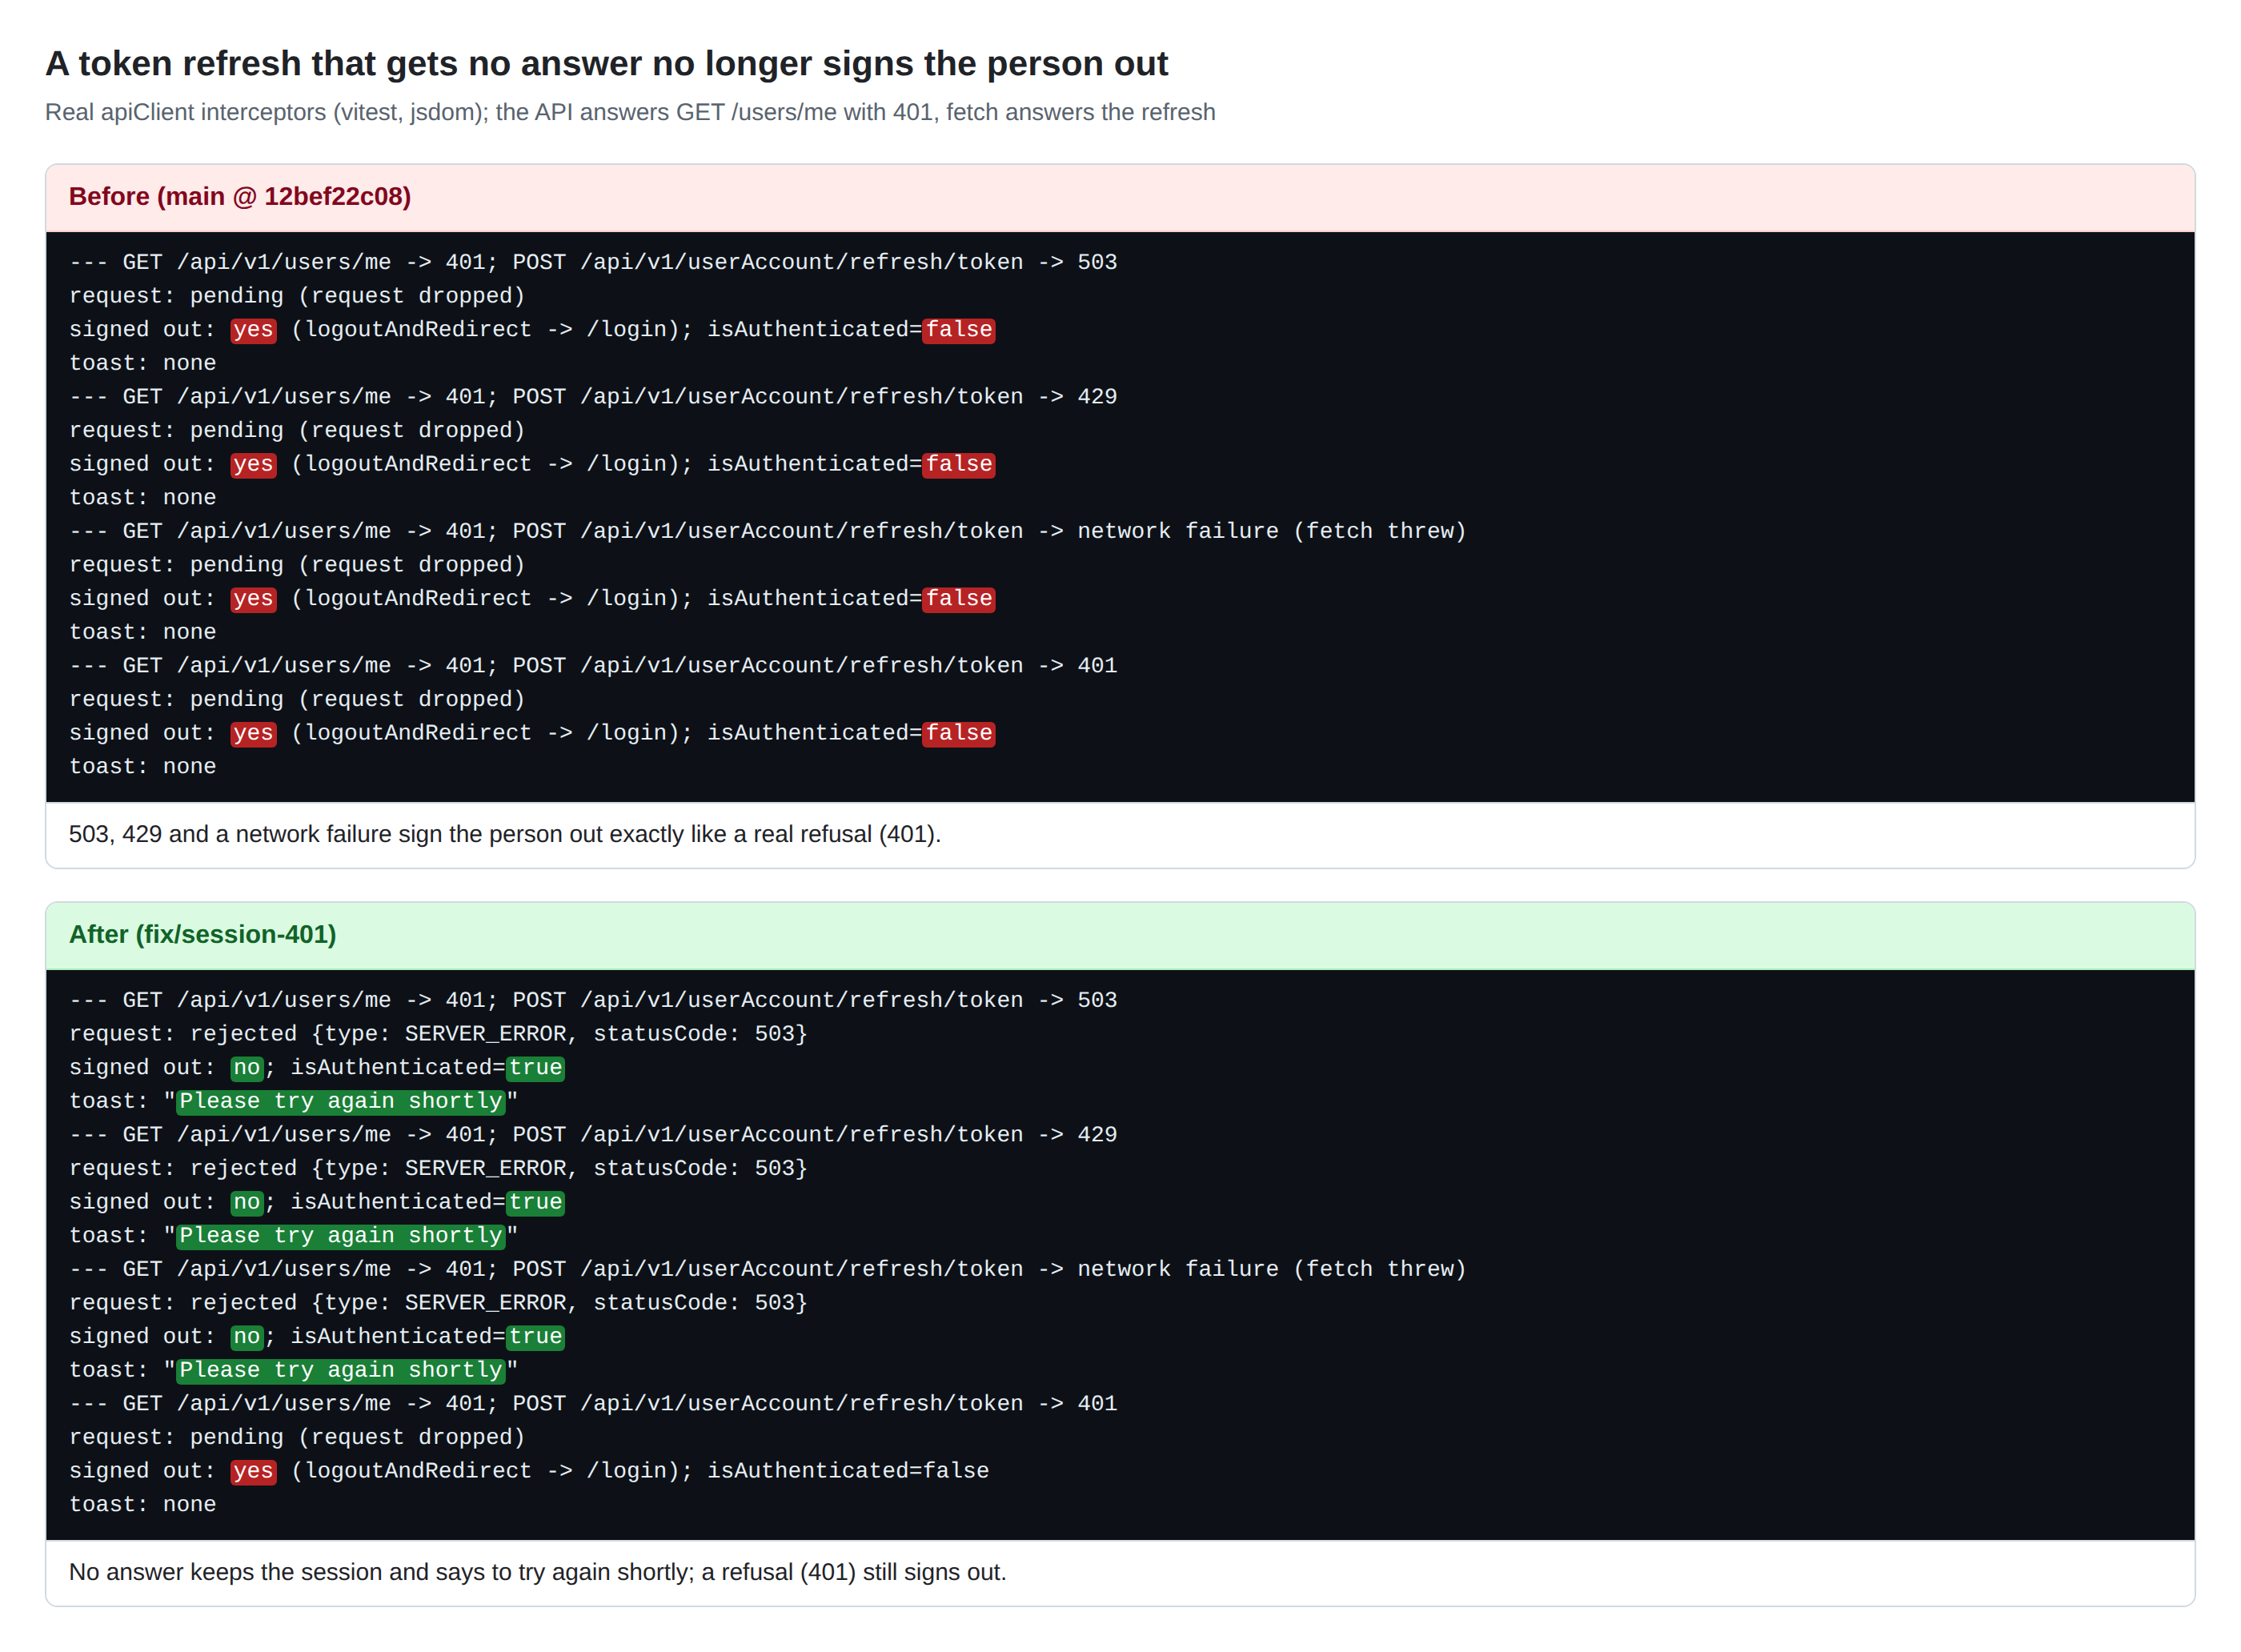 A token refresh that gets no answer no longer signs the person out
Real apiClient interceptors (vitest, jsdom); the API answers GET /users/me with 401, fetch answers the refresh
Before (main @ 12bef22c08)
--- GET /api/v1/users/me -> 401; POST /api/v1/userAccount/refresh/token -> 503
request: pending (request dropped)
signed out: yes (logoutAndRedirect -> /login); isAuthenticated=false
toast: none
--- GET /api/v1/users/me -> 401; POST /api/v1/userAccount/refresh/token -> 429
request: pending (request dropped)
signed out: yes (logoutAndRedirect -> /login); isAuthenticated=false
toast: none
--- GET /api/v1/users/me -> 401; POST /api/v1/userAccount/refresh/token -> network failure (fetch threw)
request: pending (request dropped)
signed out: yes (logoutAndRedirect -> /login); isAuthenticated=false
toast: none
--- GET /api/v1/users/me -> 401; POST /api/v1/userAccount/refresh/token -> 401
request: pending (request dropped)
signed out: yes (logoutAndRedirect -> /login); isAuthenticated=false
toast: none
503, 429 and a network failure sign the person out exactly like a real refusal (401).
After (fix/session-401)
--- GET /api/v1/users/me -> 401; POST /api/v1/userAccount/refresh/token -> 503
request: rejected {type: SERVER_ERROR, statusCode: 503}
signed out: no; isAuthenticated=true
toast: "Please try again shortly"
--- GET /api/v1/users/me -> 401; POST /api/v1/userAccount/refresh/token -> 429
request: rejected {type: SERVER_ERROR, statusCode: 503}
signed out: no; isAuthenticated=true
toast: "Please try again shortly"
--- GET /api/v1/users/me -> 401; POST /api/v1/userAccount/refresh/token -> network failure (fetch threw)
request: rejected {type: SERVER_ERROR, statusCode: 503}
signed out: no; isAuthenticated=true
toast: "Please try again shortly"
--- GET /api/v1/users/me -> 401; POST /api/v1/userAccount/refresh/token -> 401
request: pending (request dropped)
signed out: yes (logoutAndRedirect -> /login); isAuthenticated=false
toast: none
No answer keeps the session and says to try again shortly; a refusal (401) still signs out.